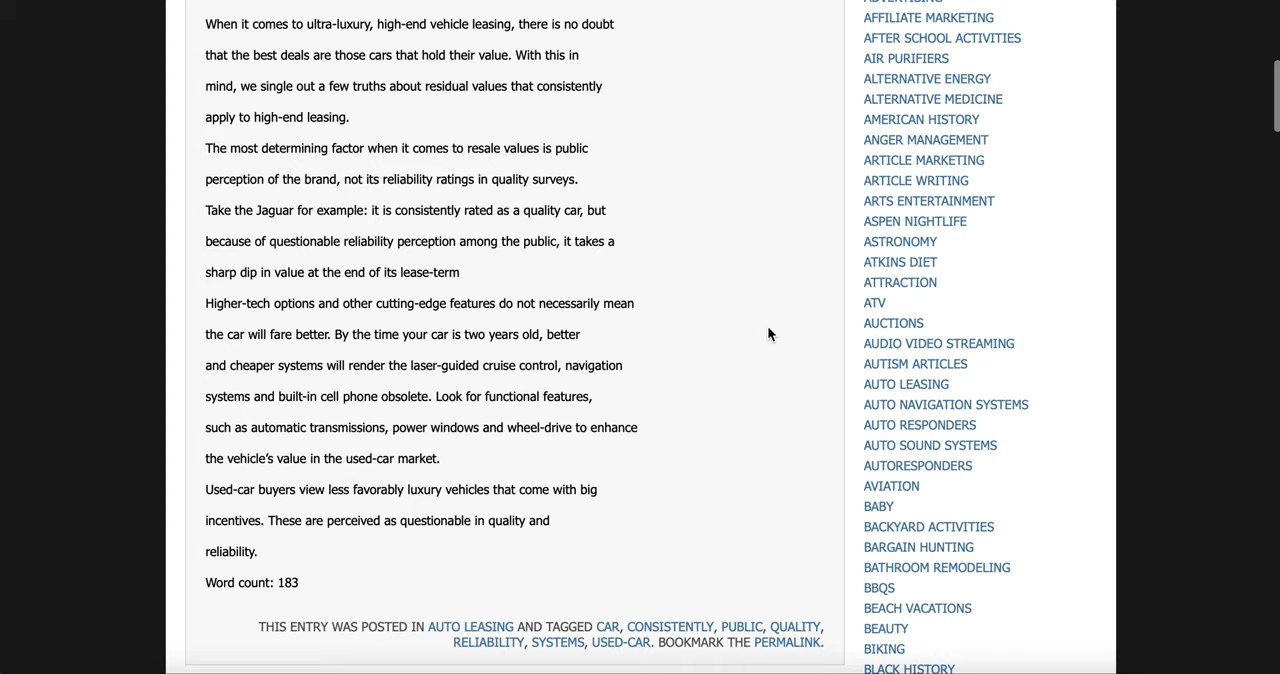 When it comes to ultra-luxury, high-end vehicle leasing, there is no doubt
that the best deals are those cars that hold their value. With this in
mind, we single out a few truths about residual values that consistently
apply to high-end leasing.
The most determining factor when it comes to resale values is public
perception of the brand, not its reliability ratings in quality surveys.
Take the Jaguar for example: it is consistently rated as a quality car, but
because of questionable reliability perception among the public, it takes a
sharp dip in value at the end of its lease-term
Higher-tech options and other cutting-edge features do not necessarily mean
the car will fare better. By the time your car is two years old, better
and cheaper systems will render the laser-guided cruise control, navigation
systems and built-in cell phone obsolete. Look for functional features,
such as automatic transmissions, power windows and wheel-drive to enhance
the vehicle’s value in the used-car market.
Used-car buyers view less favorably luxury vehicles that come with big
incentives. These are perceived as questionable in quality and
reliability.
Word count: 183
THIS ENTRY WAS POSTED IN AUTO LEASING AND TAGGED CAR, CONSISTENTLY, PUBLIC, QUALITY,
RELIABILITY, SYSTEMS, USED-CAR. BOOKMARK THE PERMALINK.
ADVERTISING
AFFILIATE MARKETING
AFTER SCHOOL ACTIVITIES
AIR PURIFIERS
ALTERNATIVE ENERGY
ALTERNATIVE MEDICINE
AMERICAN HISTORY
ANGER MANAGEMENT
ARTICLE MARKETING
ARTICLE WRITING
ARTS ENTERTAINMENT
ASPEN NIGHTLIFE
ASTRONOMY
ATKINS DIET
ATTRACTION
ATV
AUCTIONS
AUDIO VIDEO STREAMING
AUTISM ARTICLES
AUTO LEASING
AUTO NAVIGATION SYSTEMS
AUTO RESPONDERS
AUTO SOUND SYSTEMS
AUTORESPONDERS
AVIATION
BABY
BACKYARD ACTIVITIES
BARGAIN HUNTING
BATHROOM REMODELING
BBQS
BEACH VACATIONS
BEAUTY
BIKING
BLACK HISTORY